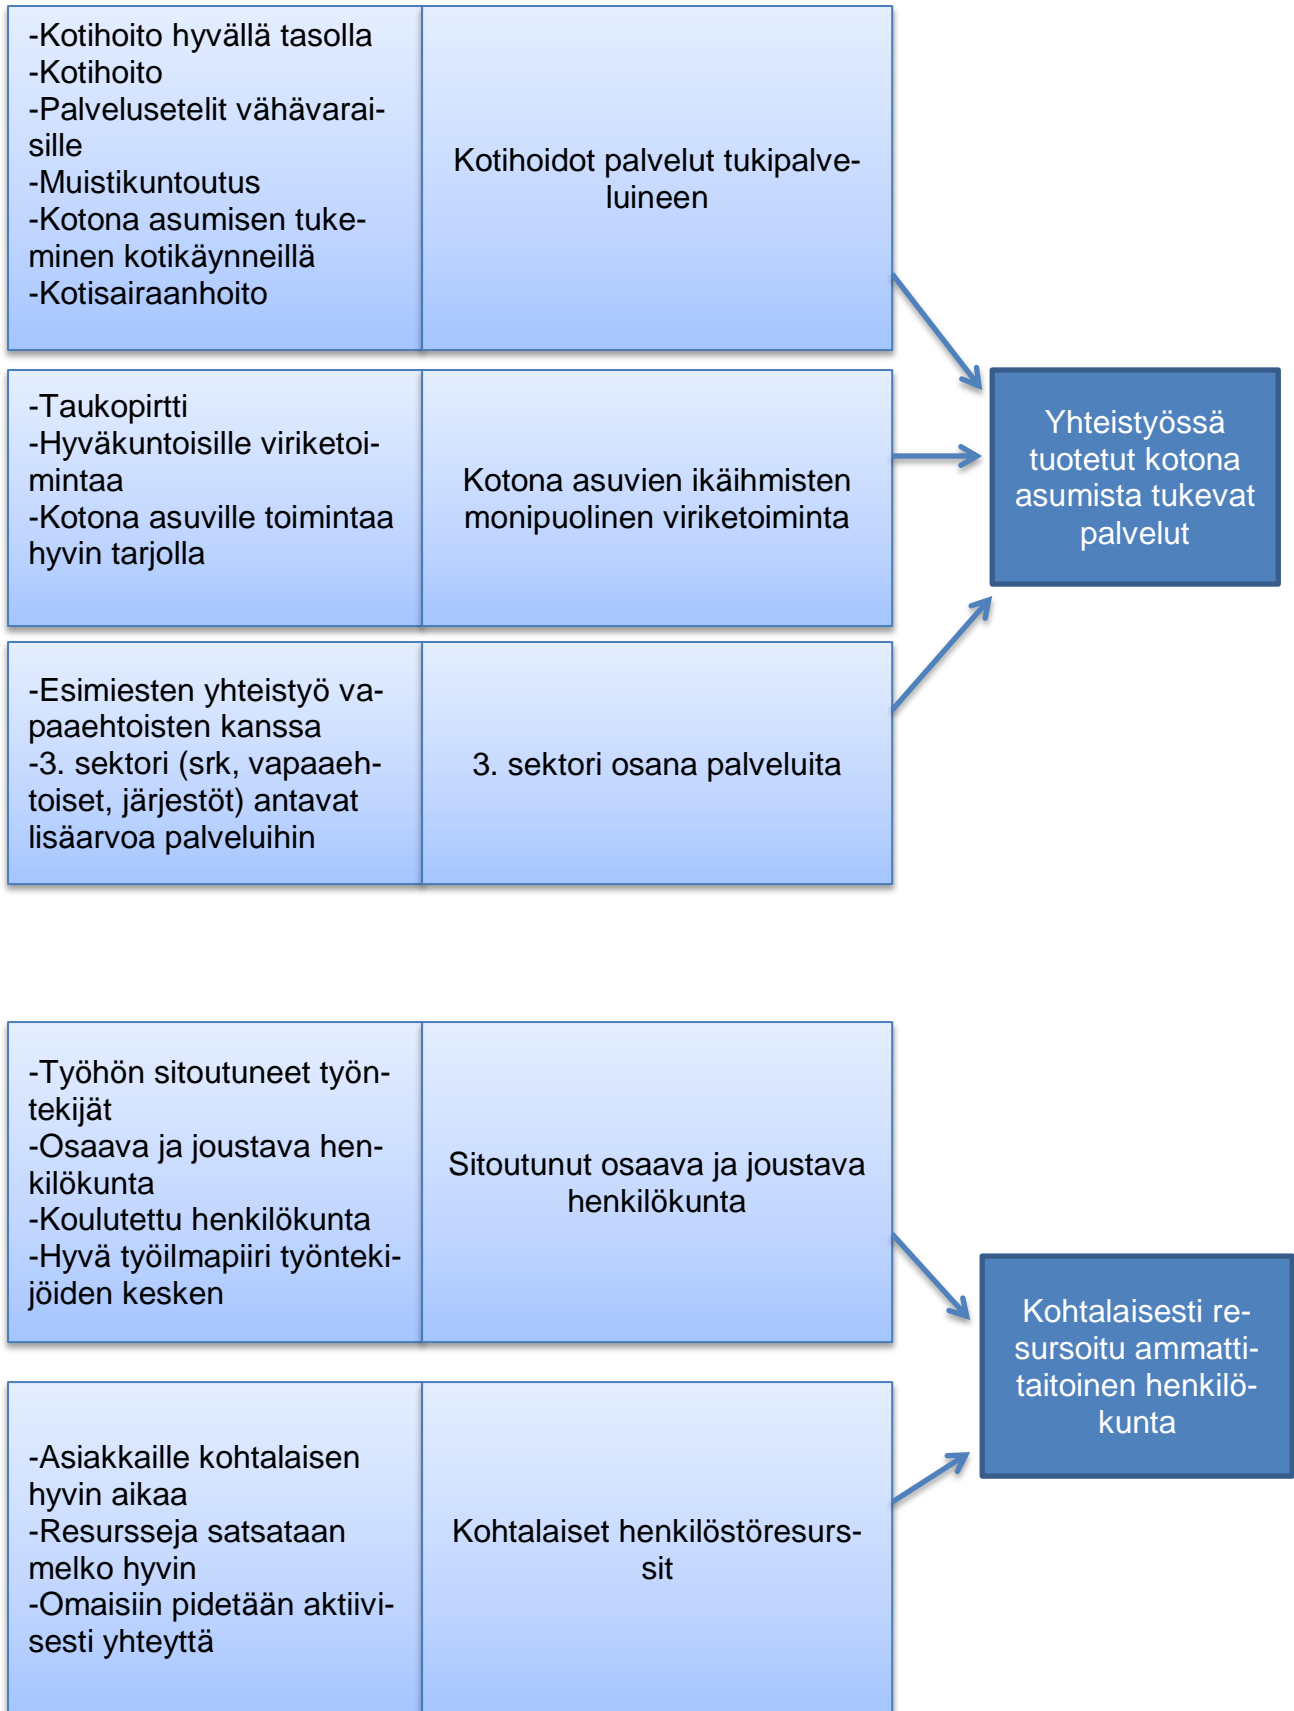 -Kotihoito hyvällä tasolla
-Kotihoito
-Palvelusetelit vähävarai-
sille
-Muistikuntoutus
-Kotona asumisen tuke-
minen kotikäynneillä
-Kotisairaanhoito
Kotihoidot palvelut tukipalve-
luineen
-Taukopirtti
-Hyväkuntoisille viriketoi-
mintaa
-Kotona asuville toimintaa
hyvin tarjolla
Kotona asuvien ikäihmisten
monipuolinen viriketoiminta
-Esimiesten yhteistyö va-
paaehtoisten kanssa
-3. sektori (srk, vapaaeh-
toiset, järjestöt) antavat
lisäarvoa palveluihin
3. sektori osana palveluita
Yhteistyössä
tuotetut kotona
asumista tukevat
palvelut
-Työhön sitoutuneet työn-
tekijät
-Osaava ja joustava hen-
kilökunta
-Koulutettu henkilökunta
-Hyvä työilmapiiri työnteki-
jöiden kesken
Sitoutunut osaava ja joustava
henkilökunta
-Asiakkaille kohtalaisen
hyvin aikaa
-Resursseja satsataan
melko hyvin
-Omaisiin pidetään aktiivi-
sesti yhteyttä
Kohtalaiset henkilöstöresurs-
sit
Kohtalaisesti re-
sursoitu ammatti-
taitoinen henkilö-
kunta